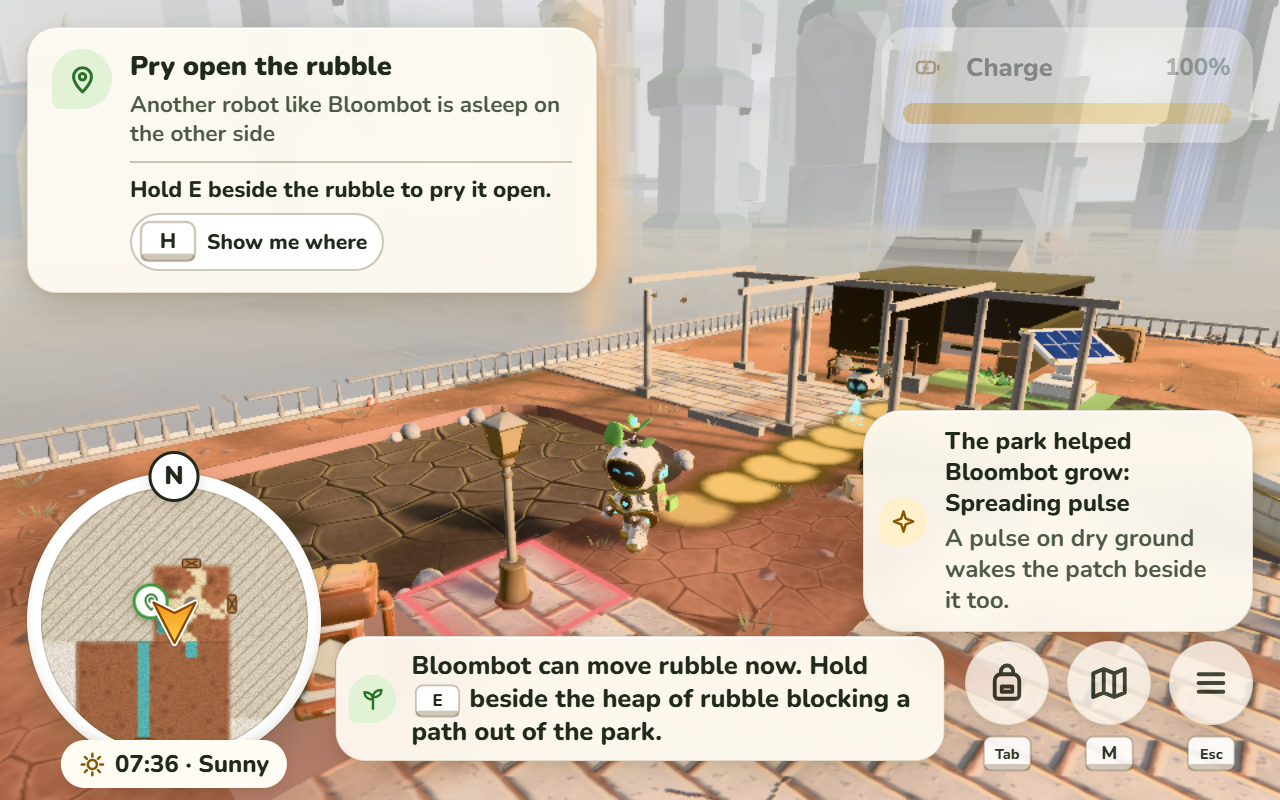 Pry open the rubble
Another robot like Bloombot is asleep on
the other side
Hold E beside the rubble to pry it open.
H Show me where
Charge 100%
The park helped
Bloombot grow:
Spreading pulse
A pulse on dry ground
wakes the patch beside
it too.
N
07:36 · Sunny
Bloombot can move rubble now. Hold
E beside the heap of rubble blocking a
path out of the park.
Tab M Esc